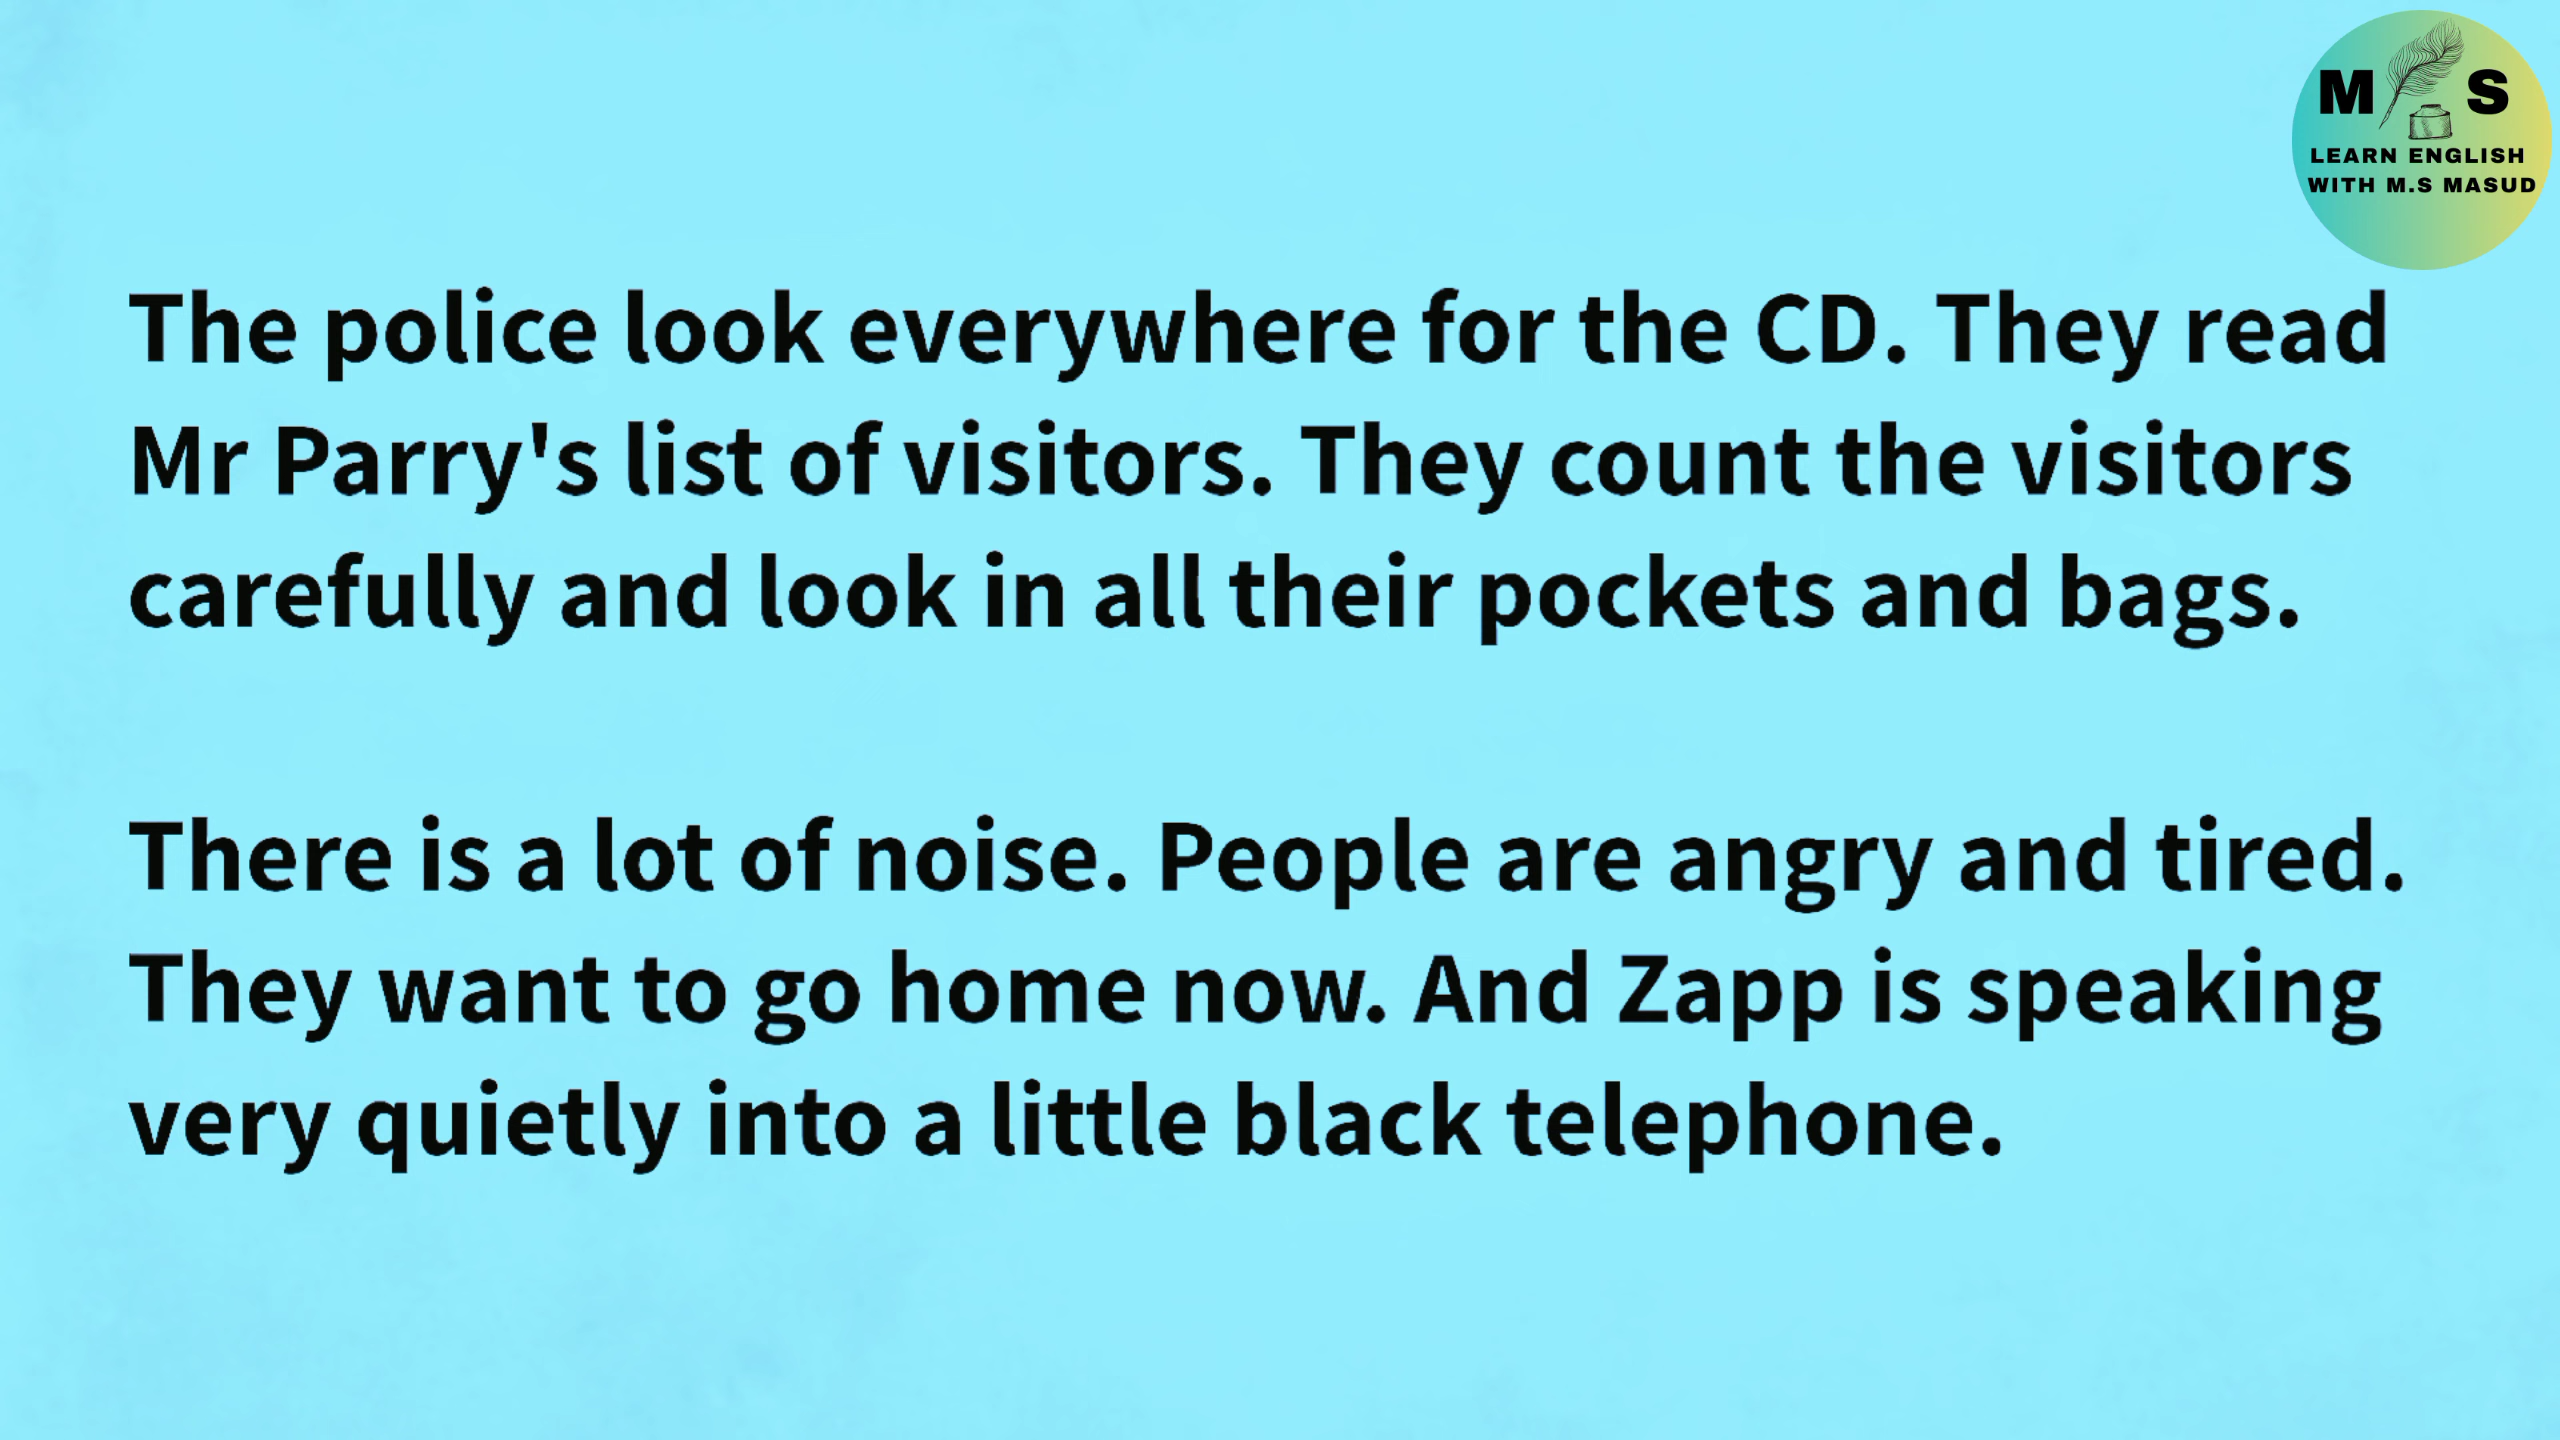 M S
LEARN ENGLISH
WITH M.S MASUD
The police look everywhere for the CD. They read
Mr Parry's list of visitors. They count the visitors
carefully and look in all their pockets and bags.
There is a lot of noise. People are angry and tired.
They want to go home now. And Zapp is speaking
very quietly into a little black telephone.